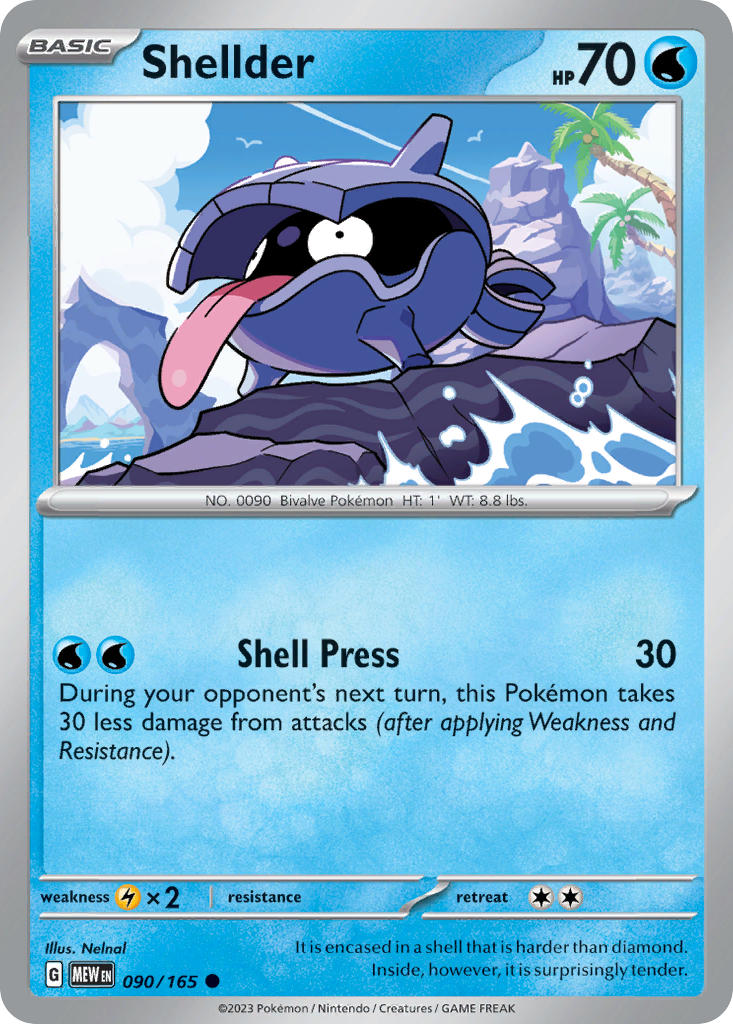 BASIC
Shellder
HP 70
NO. 0090 Bivalve Pokémon HT: 1' WT: 8.8 lbs.
Shell Press 30
During your opponent's next turn, this Pokémon takes
30 less damage from attacks (after applying Weakness and
Resistance).
weakness ×2 resistance retreat
Illus. Nelnal
It is encased in a shell that is harder than diamond.
Inside, however, it is surprisingly tender.
G MEW EN 090/165
©2023 Pokémon / Nintendo / Creatures / GAME FREAK